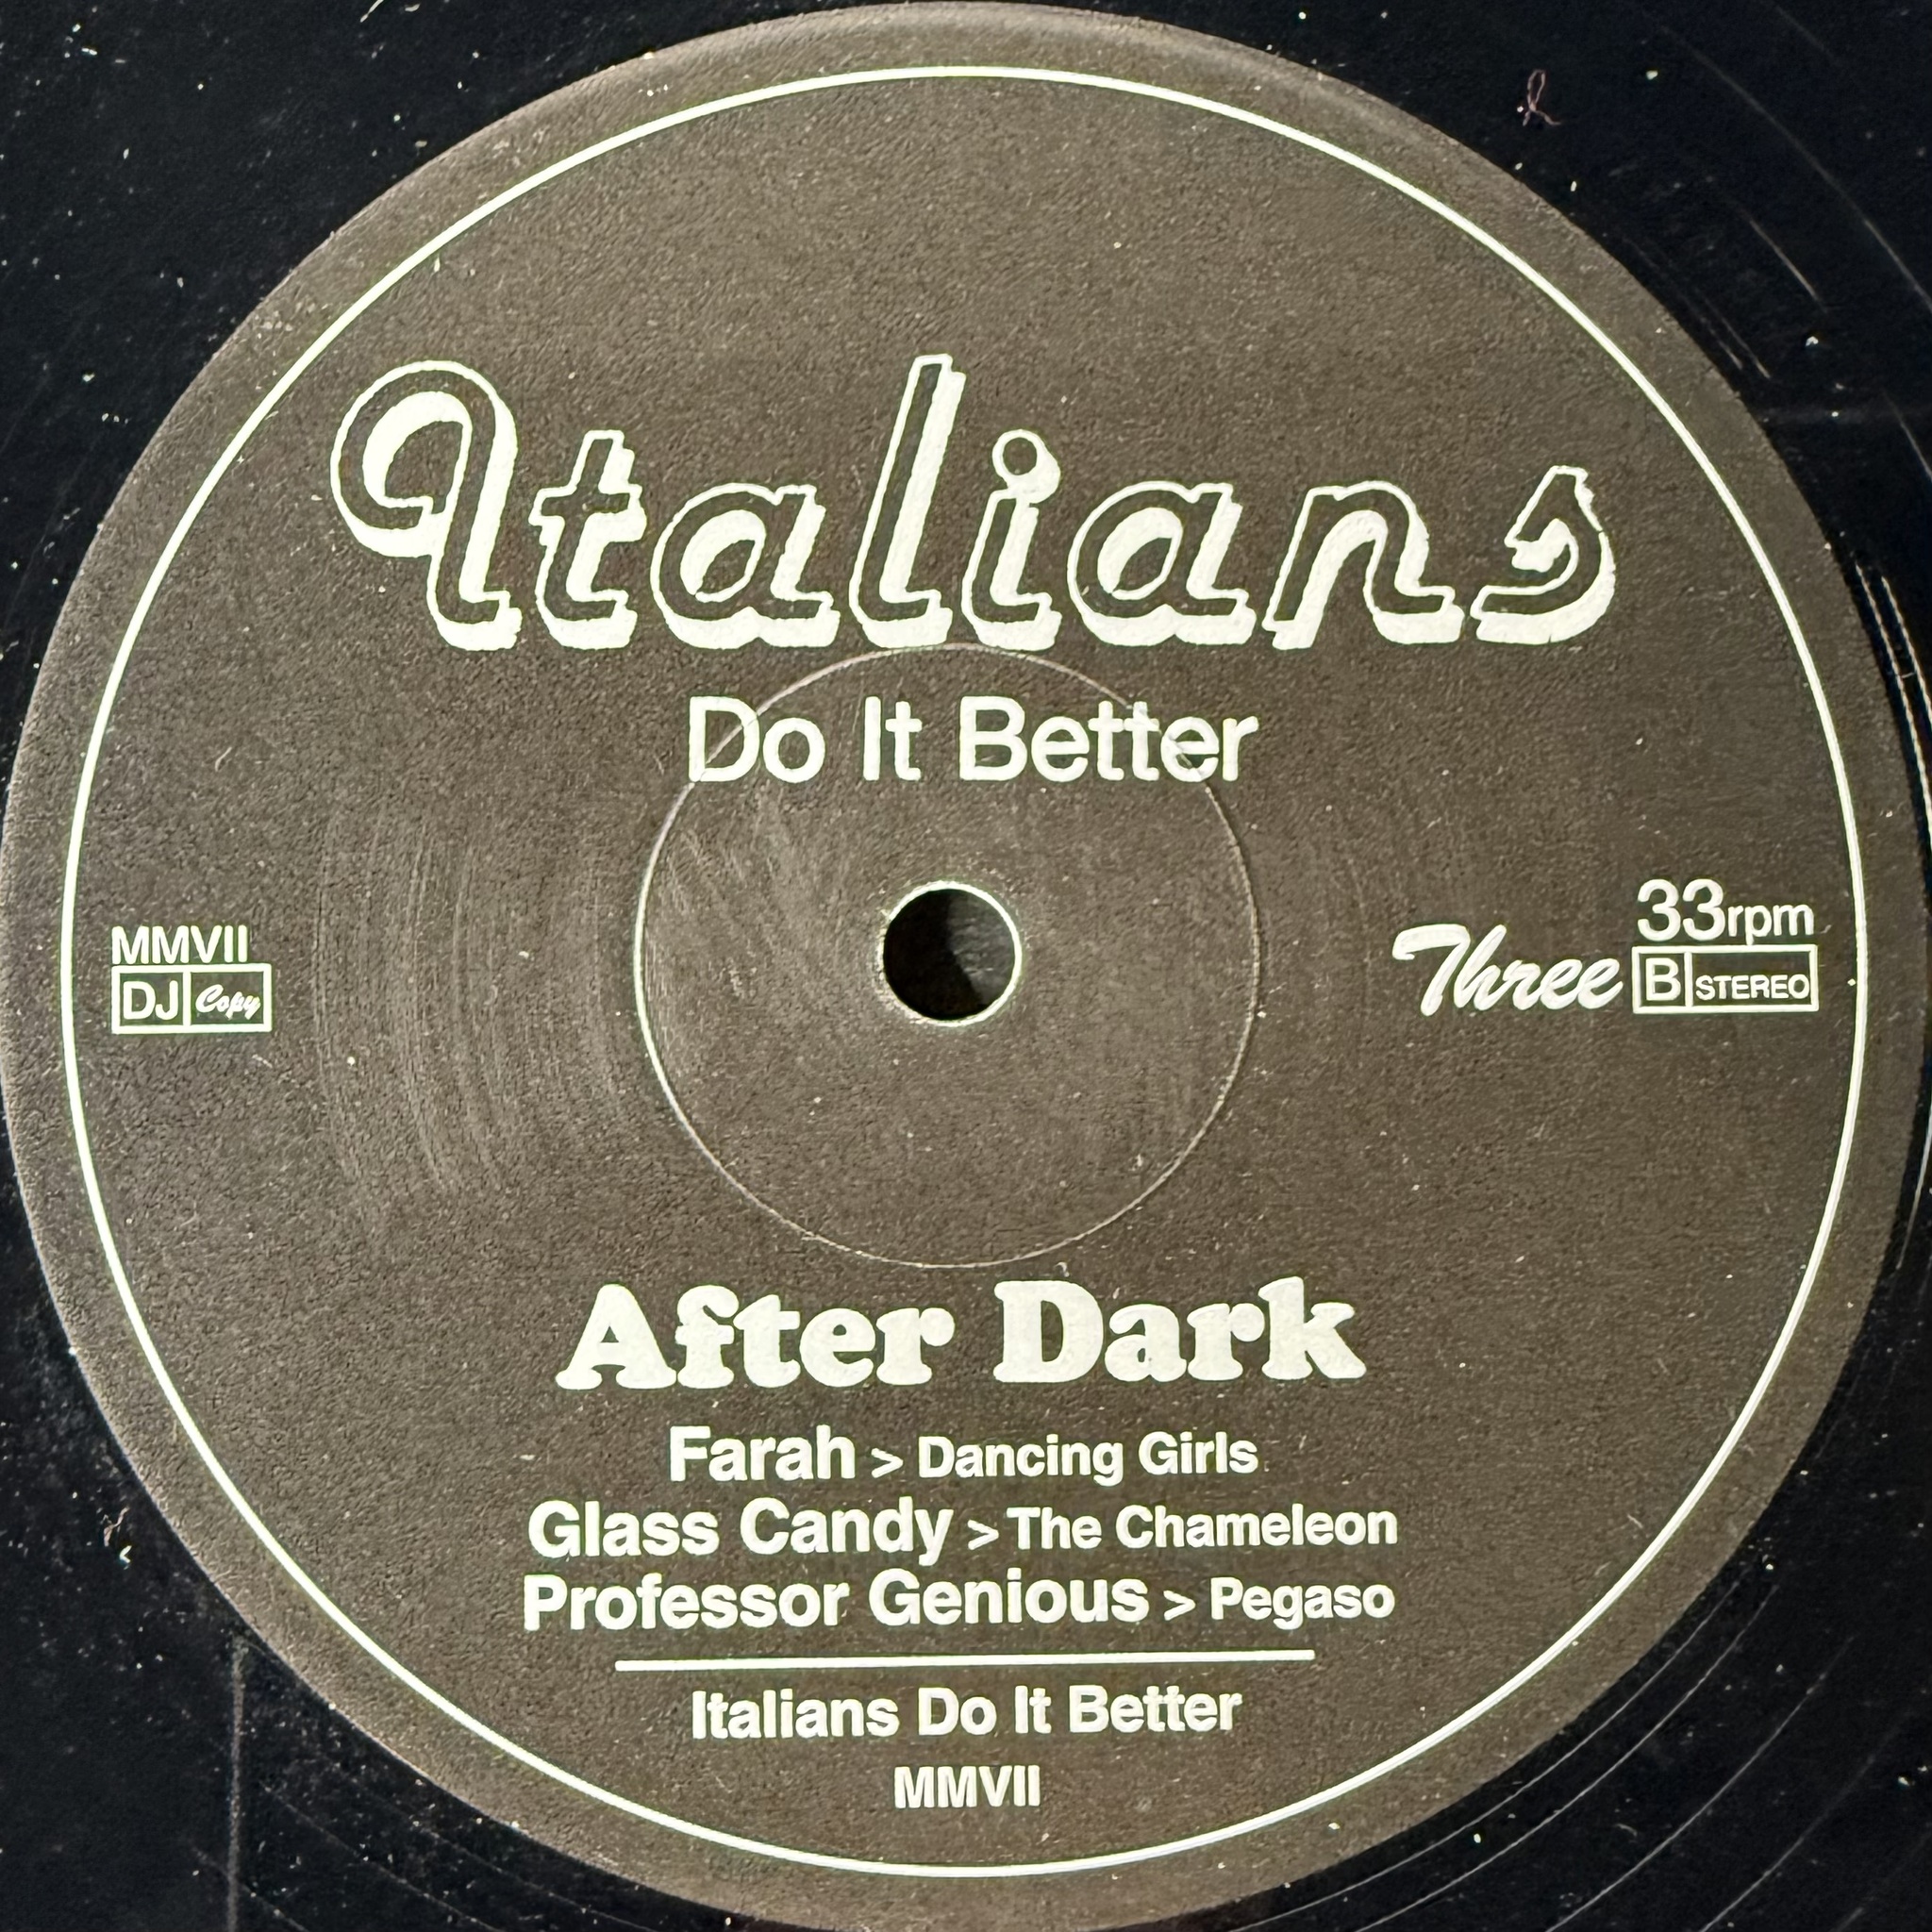 Italians
Do It Better
MMVII
DJ Copy
33rpm
Three B STEREO
After Dark
Farah > Dancing Girls
Glass Candy > The Chameleon
Professor Genious > Pegaso
Italians Do It Better
MMVII